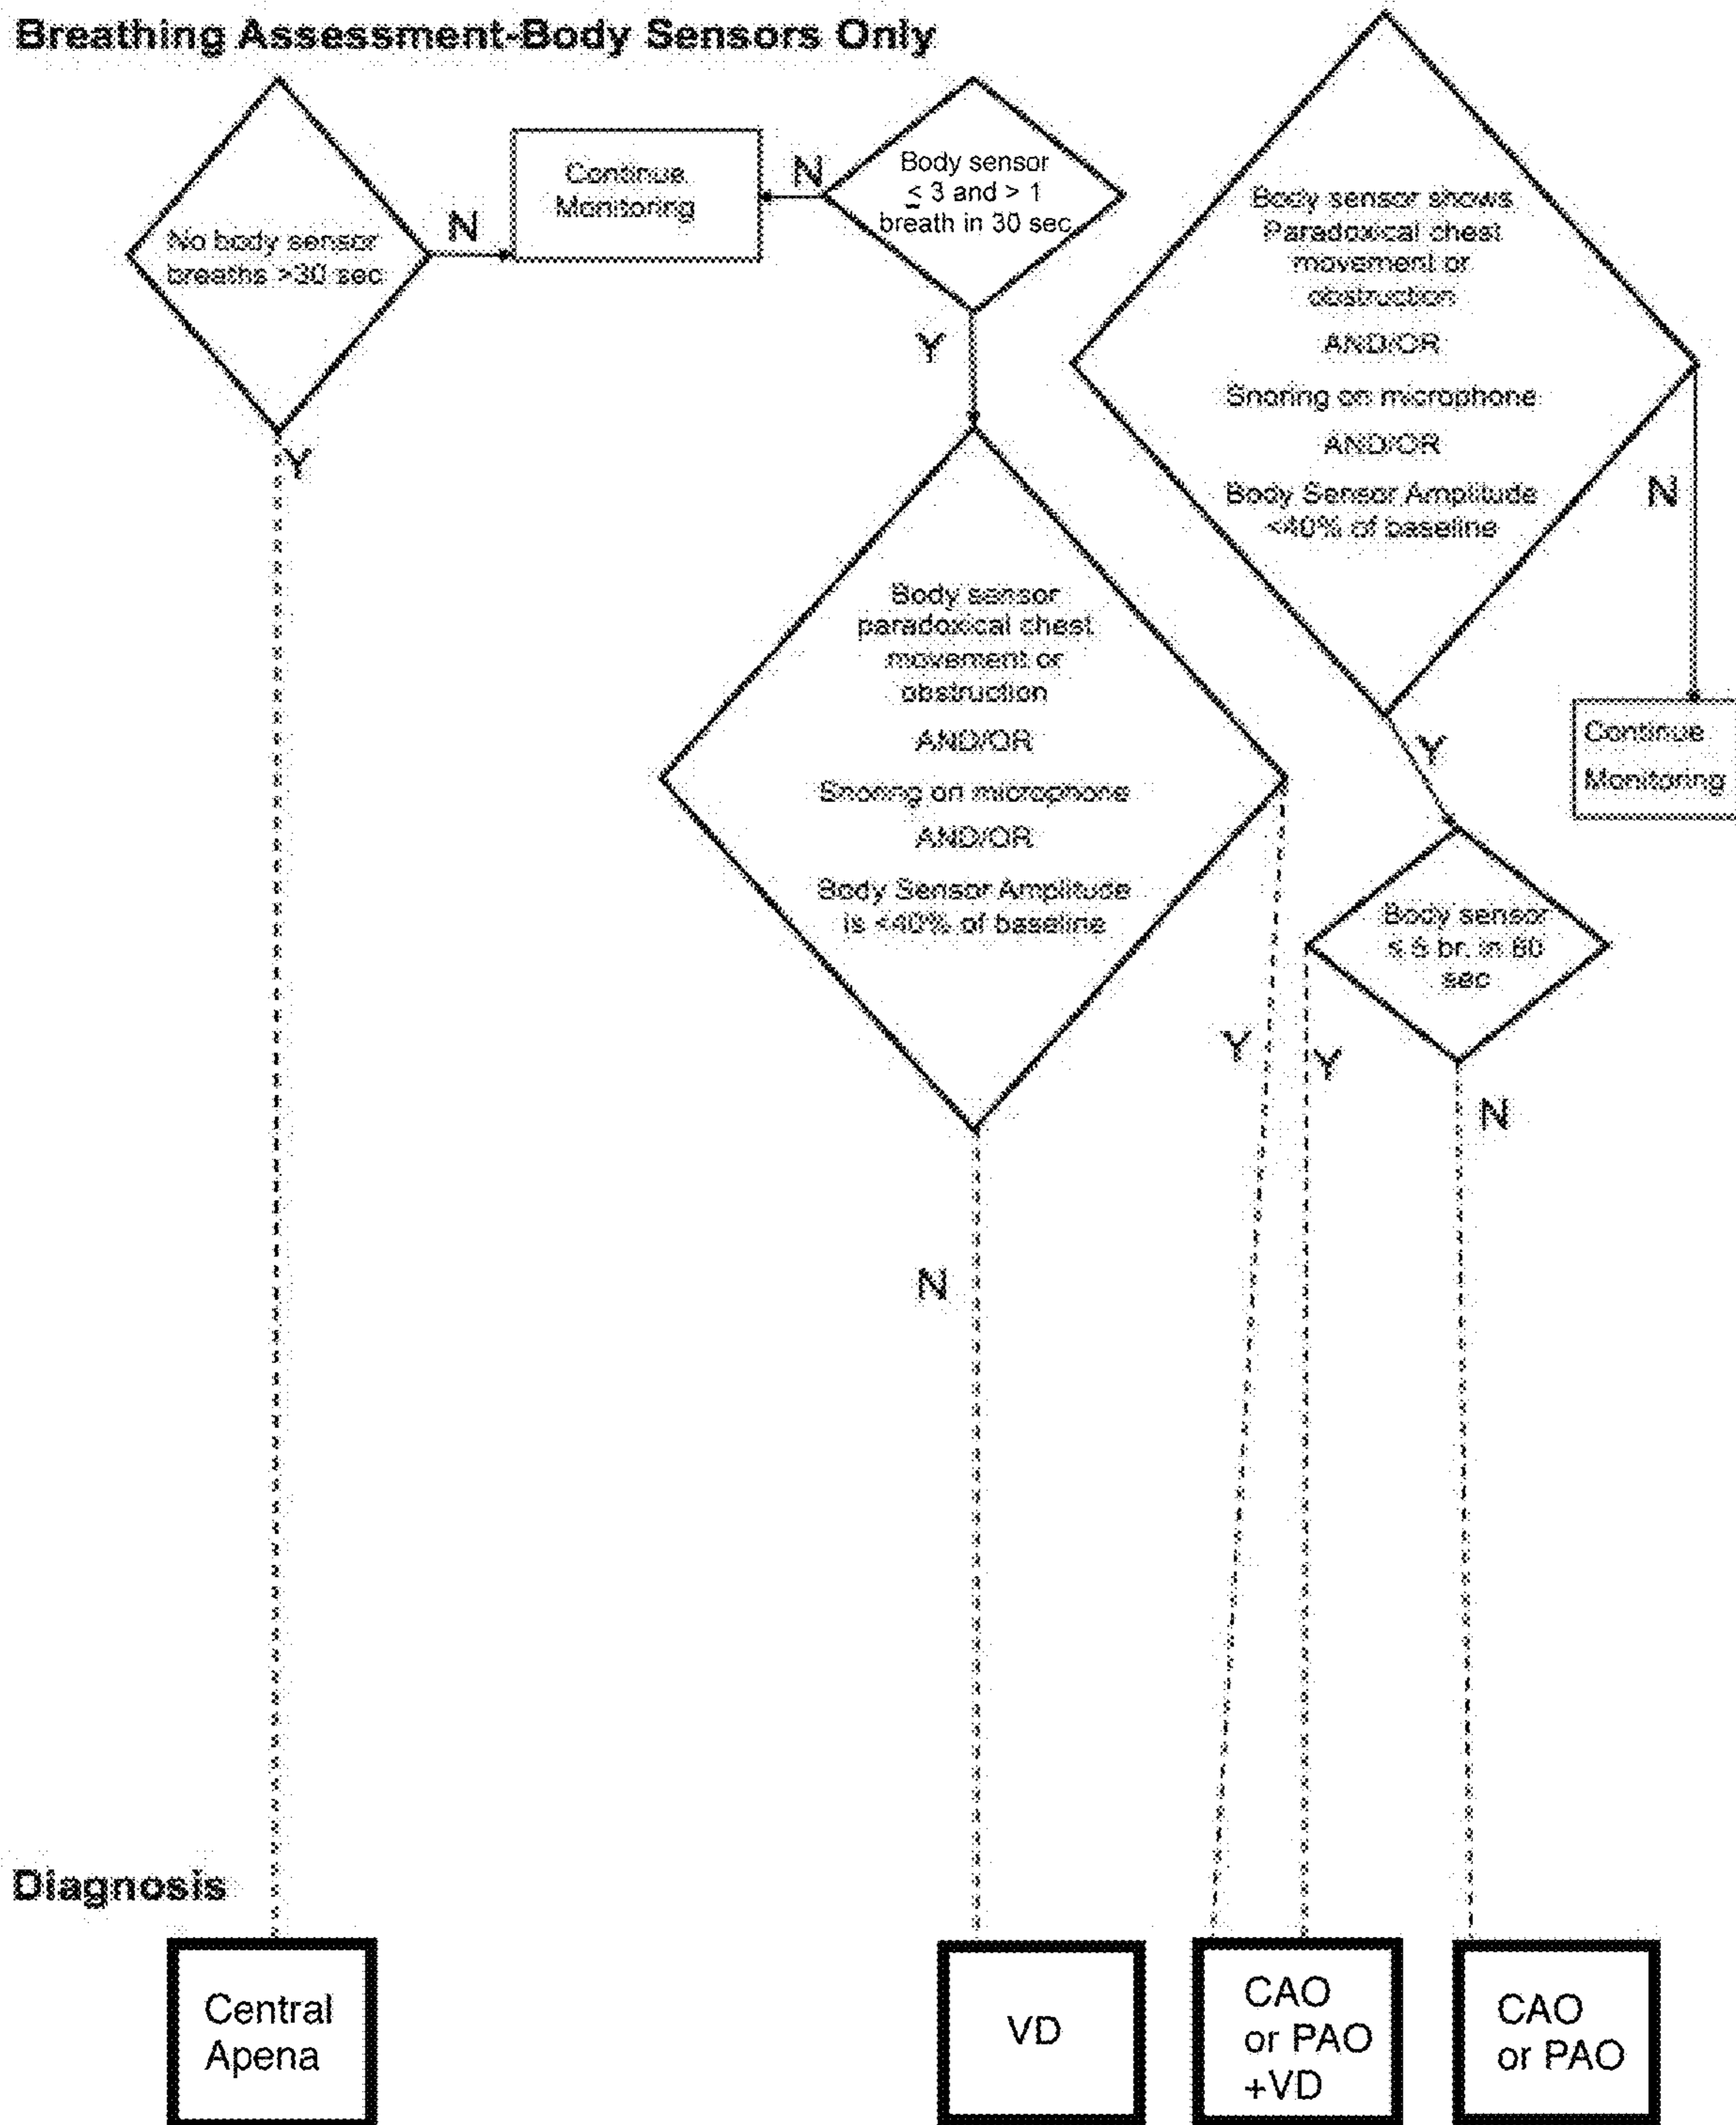 Breathing Assessment-Body Sensors Only
No body sensor
breaths >30 sec
N
Y
Continue
Monitoring
N
Body sensor
≤ 3 and > 1
breath in 30 sec
Y
Body sensor
paradoxical chest
movement or
obstruction
AND/OR
Snoring on microphone
AND/OR
Body Sensor Amplitude
is <40% of baseline
Y
N
Body sensor shows
Paradoxical chest
movement or
obstruction
AND/OR
Snoring on microphone
AND/OR
Body Sensor Amplitude
<40% of baseline
N
Continue
Monitoring
Y
Body sensor
br. in 60
sec
Y
N
Diagnosis
Central
Apena
VD
CAO
or PAO
+VD
CAO
or PAO